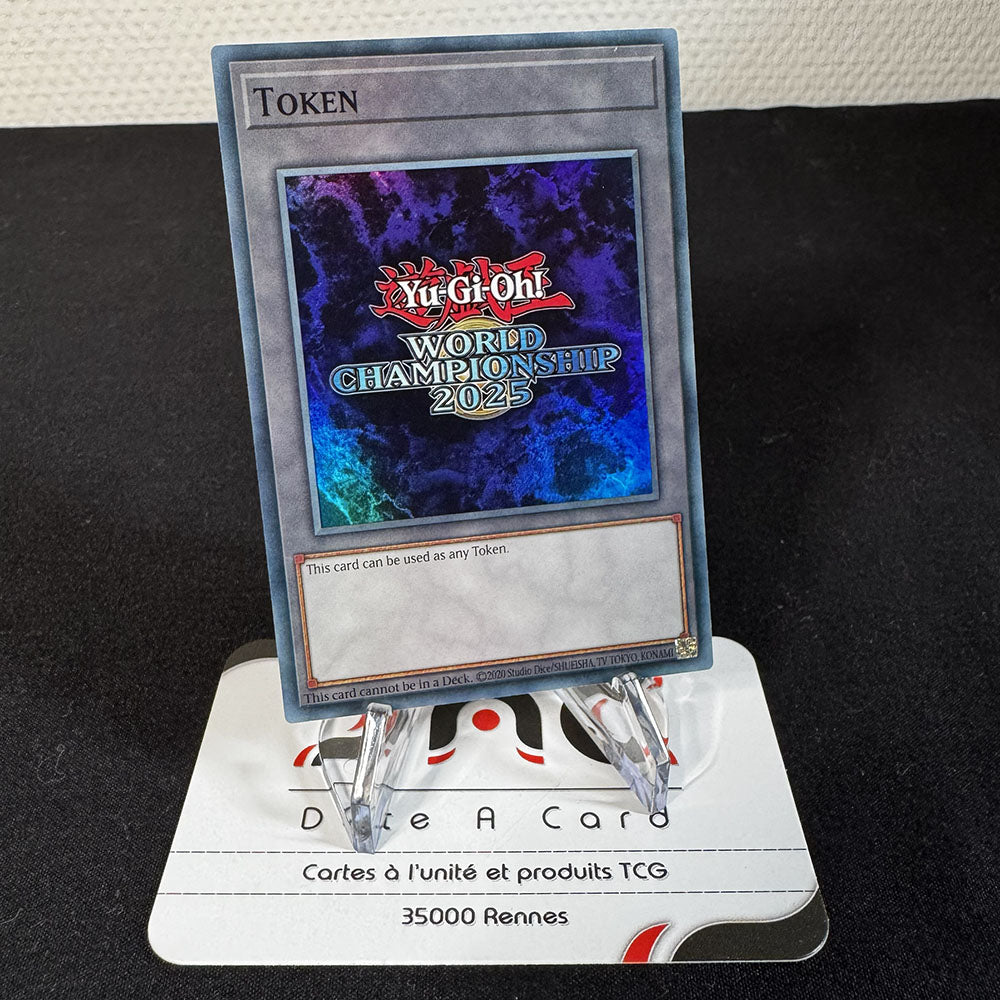 TOKEN
遊戯王
Yu-Gi-Oh!
WORLD
CHAMPIONSHIP
2025
This card can be used as any Token.
This card cannot be in a Deck. ©2020 Studio Dice/SHUEISHA, TV TOKYO, KONAMI
Date A Card
Cartes à l'unité et produits TCG
35000 Rennes